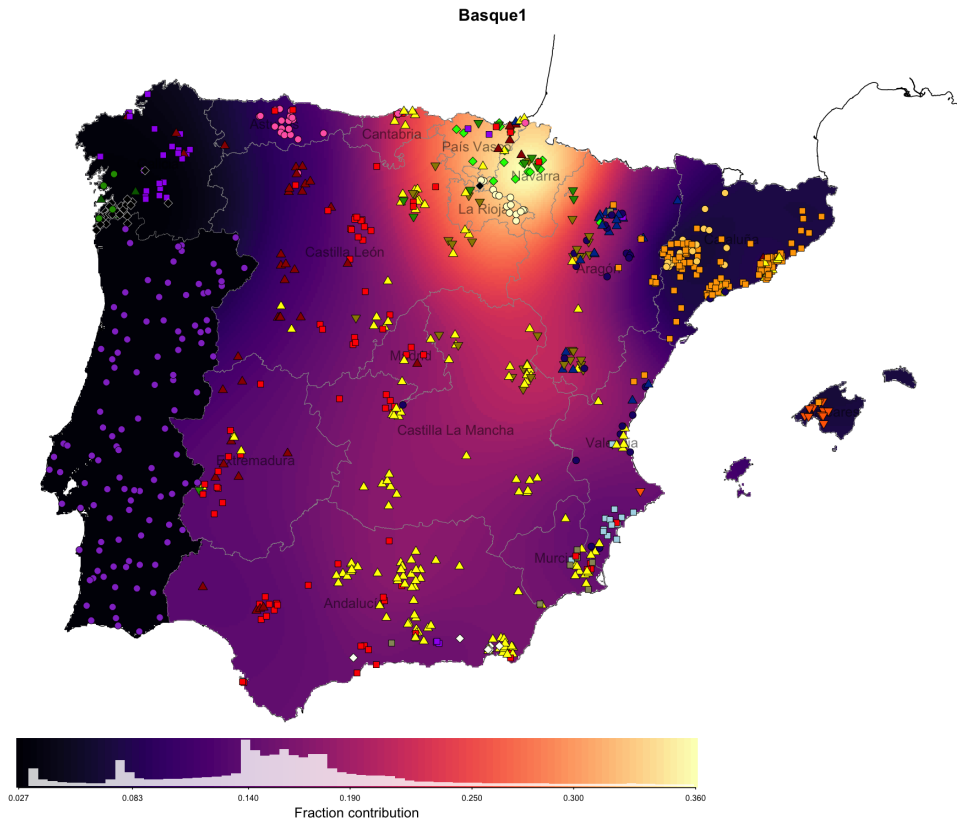 Basque1
Cantabria
País Vasco
Navarra
La Rioja
Castilla León
Aragón
Madrid
Castilla La Mancha
Extremadura
Valencia
Murcia
Andalucía
0.027 0.083 0.140 0.190 0.250 0.300 0.360
Fraction contribution